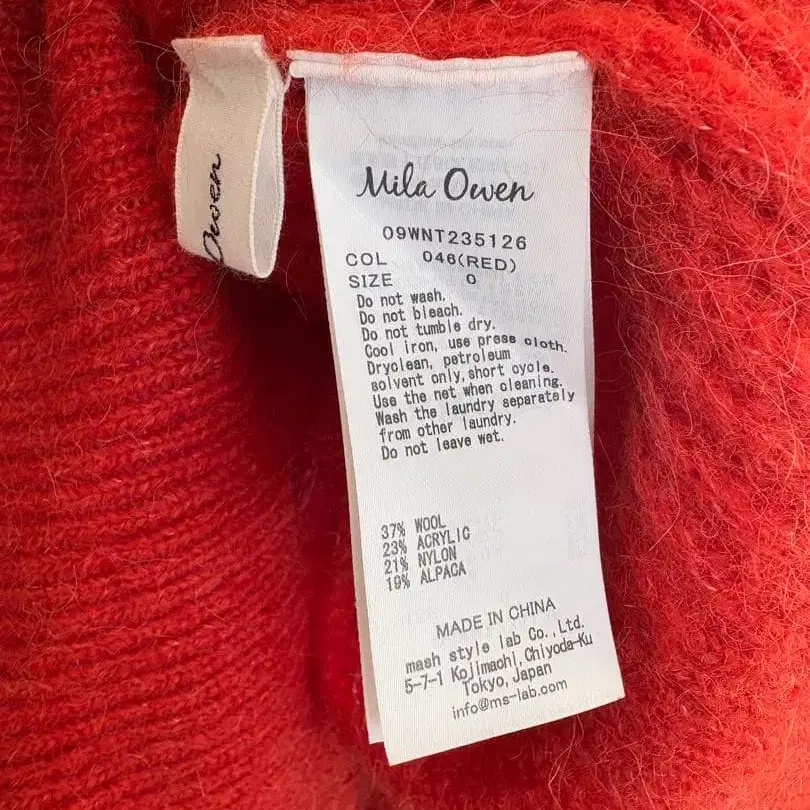 Owen
Mila Owen
09WNT235126
COL 046(RED)
SIZE 0
Do not wash.
Do not bleach.
Do not tumble dry.
Cool iron, use press cloth.
Dryclean, petroleum
solvent only, short cycle.
Use the net when cleaning.
Wash the laundry separately
from other laundry.
Do not leave wet.
37% WOOL
23% ACRYLIC
21% NYLON
19% ALPACA
MADE IN CHINA
mash style lab Co.,Ltd.
5-7-1 Kojimachi,Chiyoda-Ku
Tokyo,Japan
info@ms-lab.com